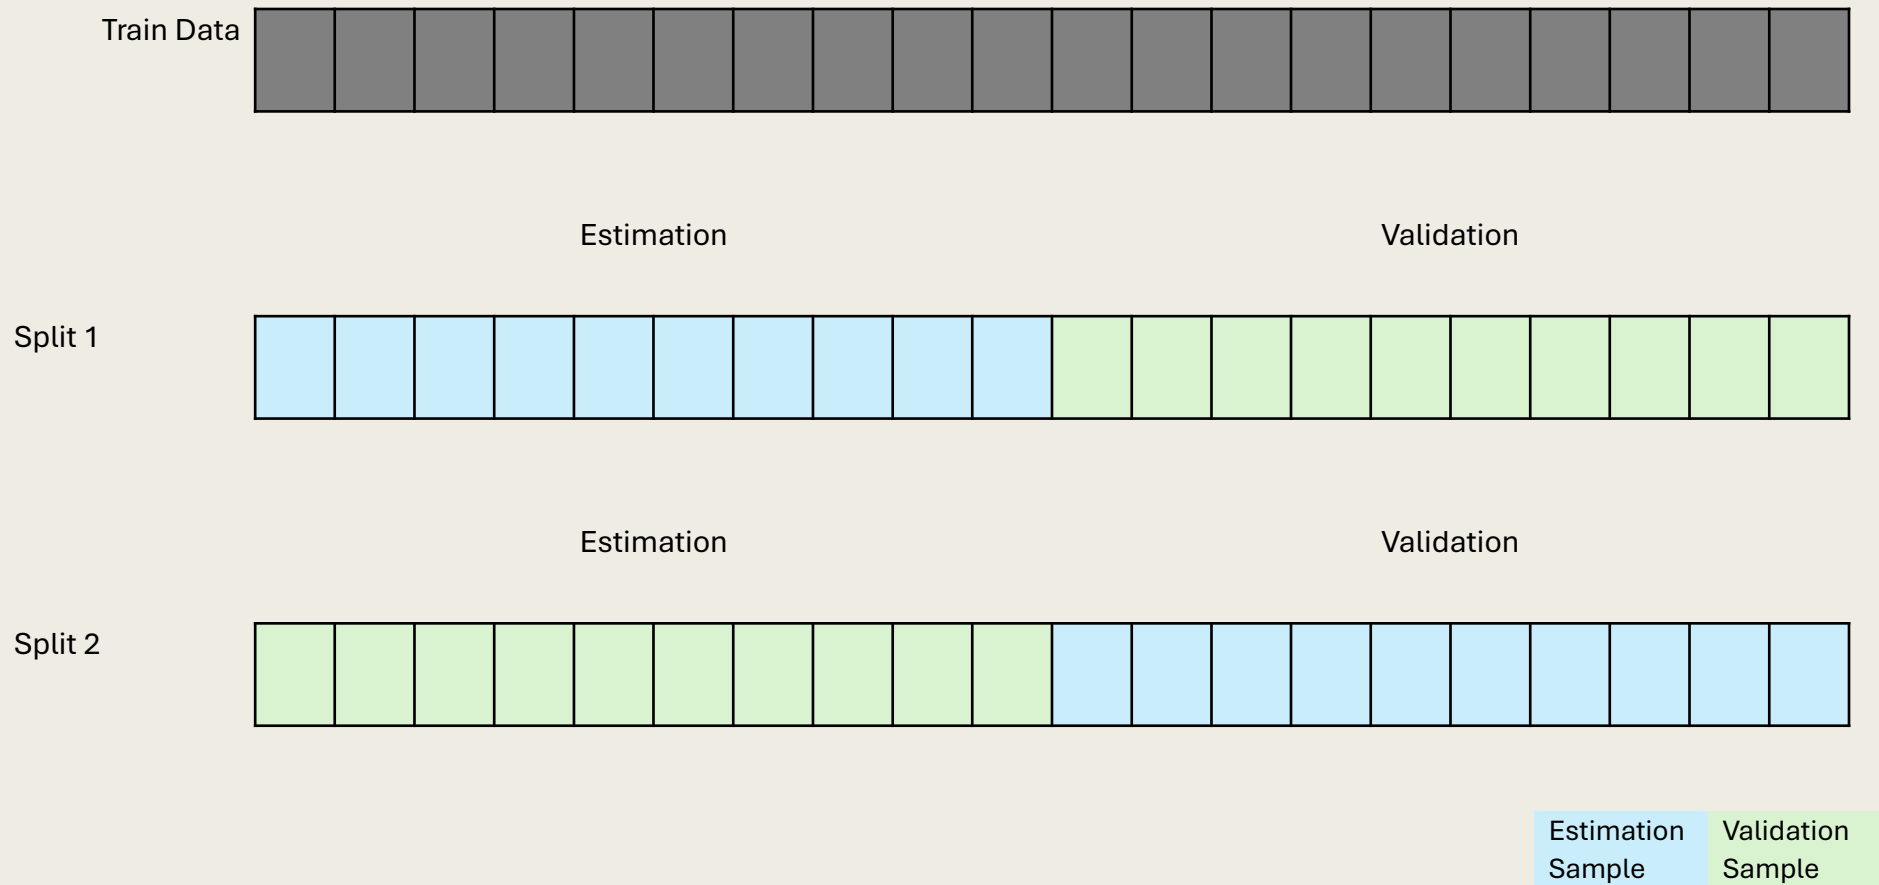 Train Data
Estimation Validation
Split 1
Estimation Validation
Split 2
Estimation Validation
Sample Sample